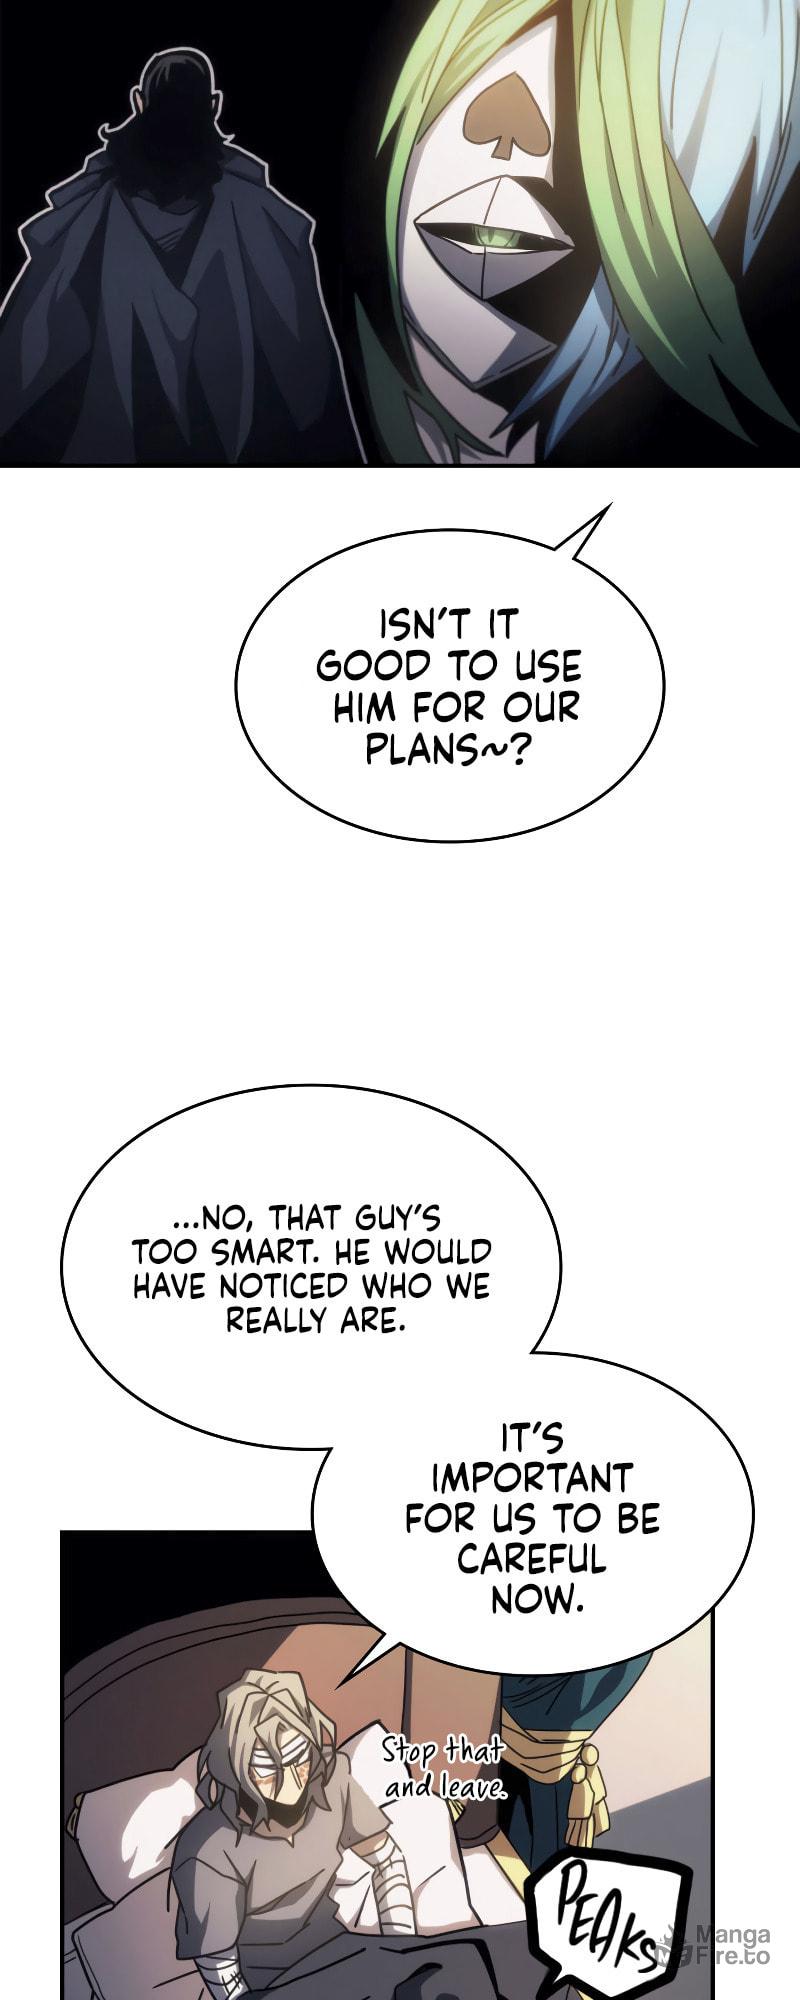 ISN'T IT
GOOD TO USE
HIM FOR OUR
PLANS~?
...NO, THAT GUY'S
TOO SMART. HE WOULD
HAVE NOTICED WHO WE
REALLY ARE.
IT'S
IMPORTANT
FOR US TO BE
CAREFUL
NOW.
Stop that
and leave.
PEAKS
Manga
Fire.to